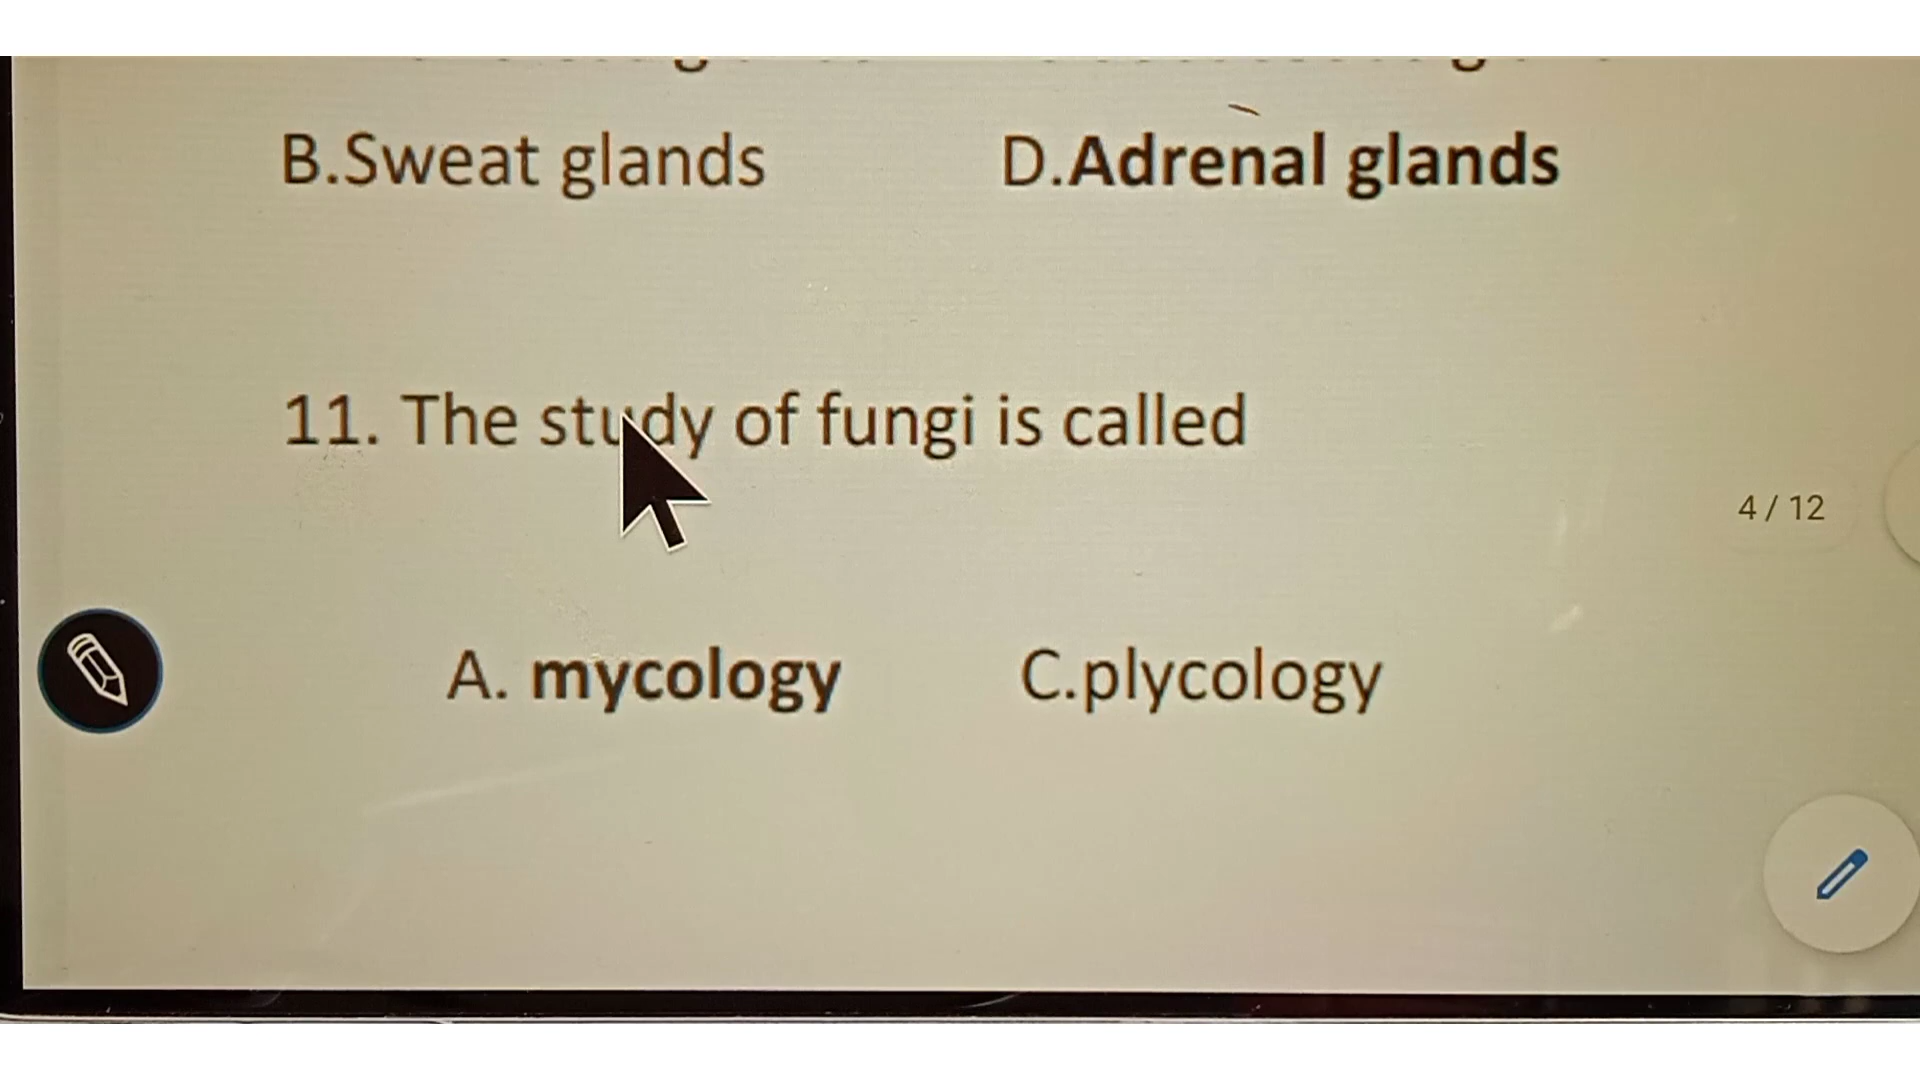 B.Sweat glands D.Adrenal glands
11. The study of fungi is called
4 / 12
A. mycology C.plycology